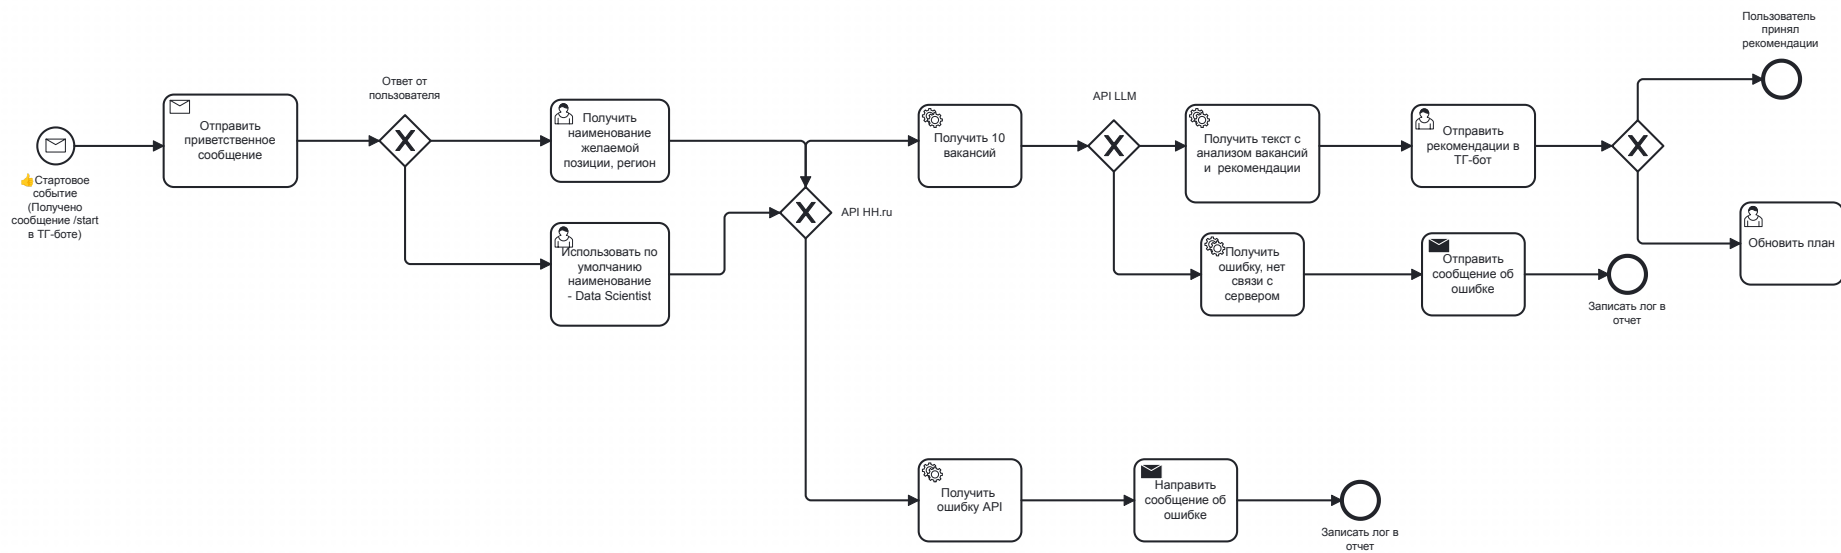 👍Стартовое
событие
(Получено
сообщение /start
в ТГ-боте)
Отправить
приветственное
сообщение
Ответ от
пользователя
Получить
наименование
желаемой
позиции, регион
Использовать по
умолчанию
наименование
- Data Scientist
API HH.ru
Получить 10
вакансий
API LLM
Получить текст с
анализом вакансий
и рекомендации
Отправить
рекомендации в
ТГ-бот
Пользователь
принял
рекомендации
Обновить план
Получить
ошибку, нет
связи с
сервером
Отправить
сообщение об
ошибке
Записать лог в
отчет
Получить
ошибку API
Направить
сообщение об
ошибке
Записать лог в
отчет